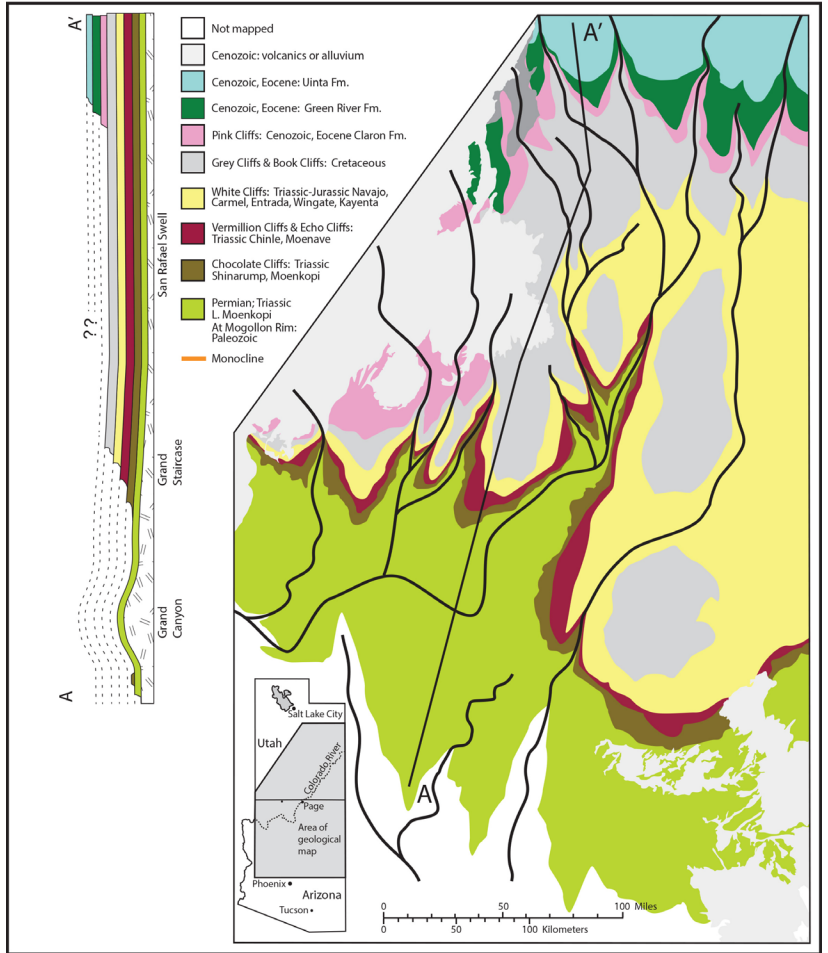 A'
Not mapped
Cenozoic: volcanics or alluvium
Cenozoic, Eocene: Uinta Fm.
Cenozoic, Eocene: Green River Fm.
Pink Cliffs: Cenozoic, Eocene Claron Fm.
Grey Cliffs & Book Cliffs: Cretaceous
White Cliffs: Triassic-Jurassic Navajo,
Carmel, Entrada, Wingate, Kayenta
Vermillion Cliffs & Echo Cliffs:
Triassic Chinle, Moenave
Chocolate Cliffs: Triassic
Shinarump, Moenkopi
Permian; Triassic
L. Moenkopi
At Mogollon Rim:
Paleozoic
Monocline
San Rafael Swell
??
Grand
Staircase
Grand
Canyon
A
A'
A
Salt Lake City
Utah
Colorado River
Page
Area of
geological
map
Phoenix
Arizona
Tucson
0 50 100 Miles
0 50 100 Kilometers